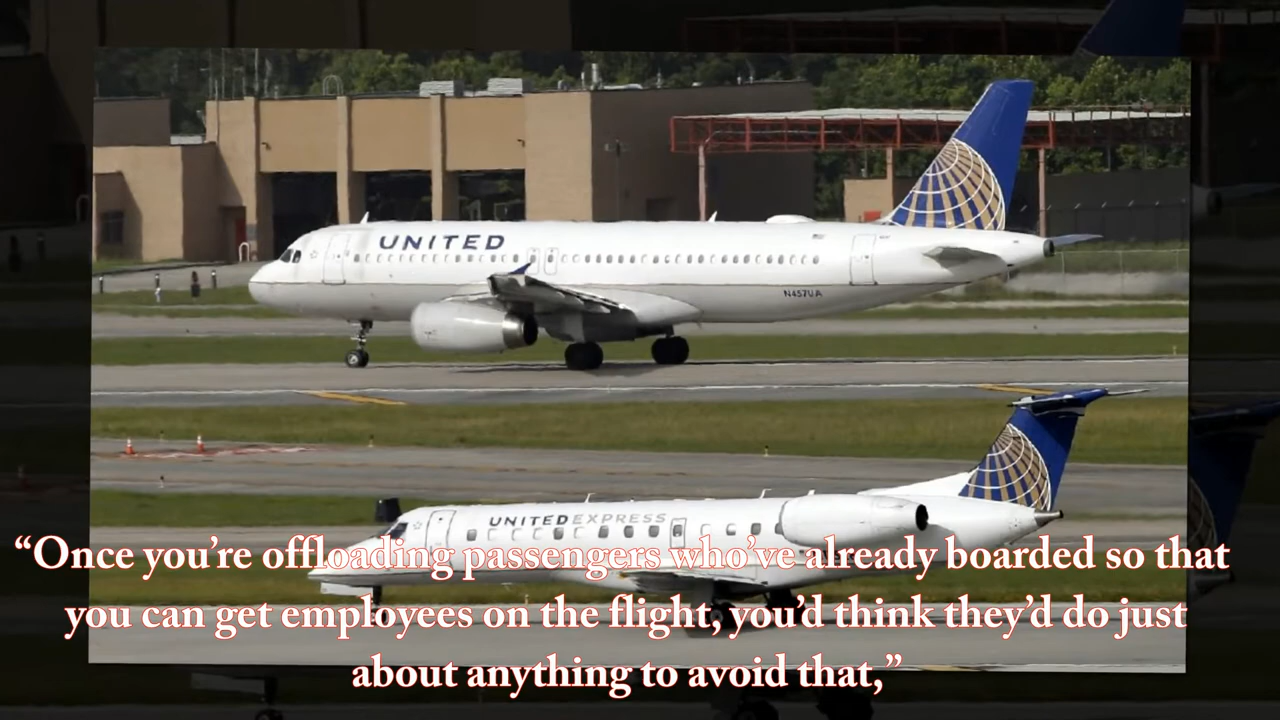 UNITED
N457UA
UNITED EXPRESS
“Once you’re offloading passengers who’ve already boarded so that
you can get employees on the flight, you’d think they’d do just
about anything to avoid that,”